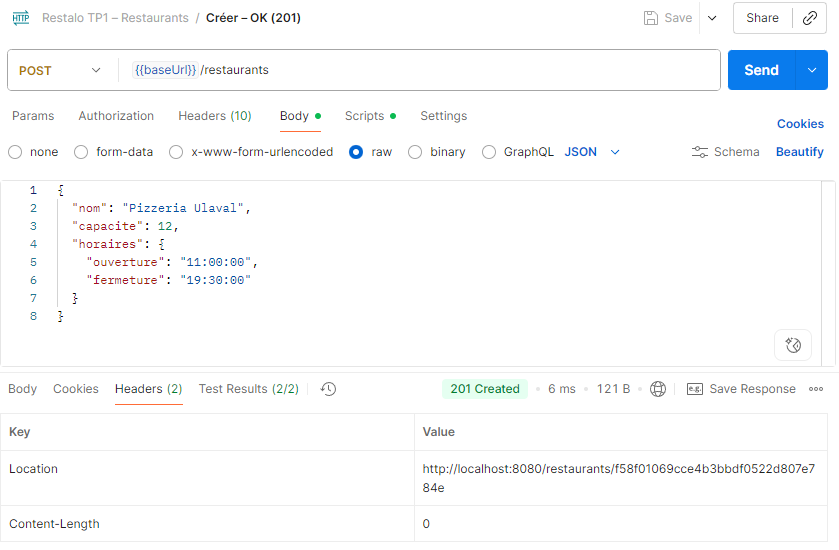 HTTP Restalo TP1 – Restaurants / Créer – OK (201) Save Share
POST {{baseUrl}} /restaurants Send
Params Authorization Headers (10) Body Scripts Settings Cookies
none form-data x-www-form-urlencoded raw binary GraphQL JSON Schema Beautify
1 {
2 "nom": "Pizzeria Ulaval",
3 "capacite": 12,
4 "horaires": {
5 "ouverture": "11:00:00",
6 "fermeture": "19:30:00"
7 }
8 }
Body Cookies Headers (2) Test Results (2/2) 201 Created 6 ms 121 B e.g. Save Response
Key Value
Location http://localhost:8080/restaurants/f58f01069cce4b3bbdf0522d807e7
84e
Content-Length 0